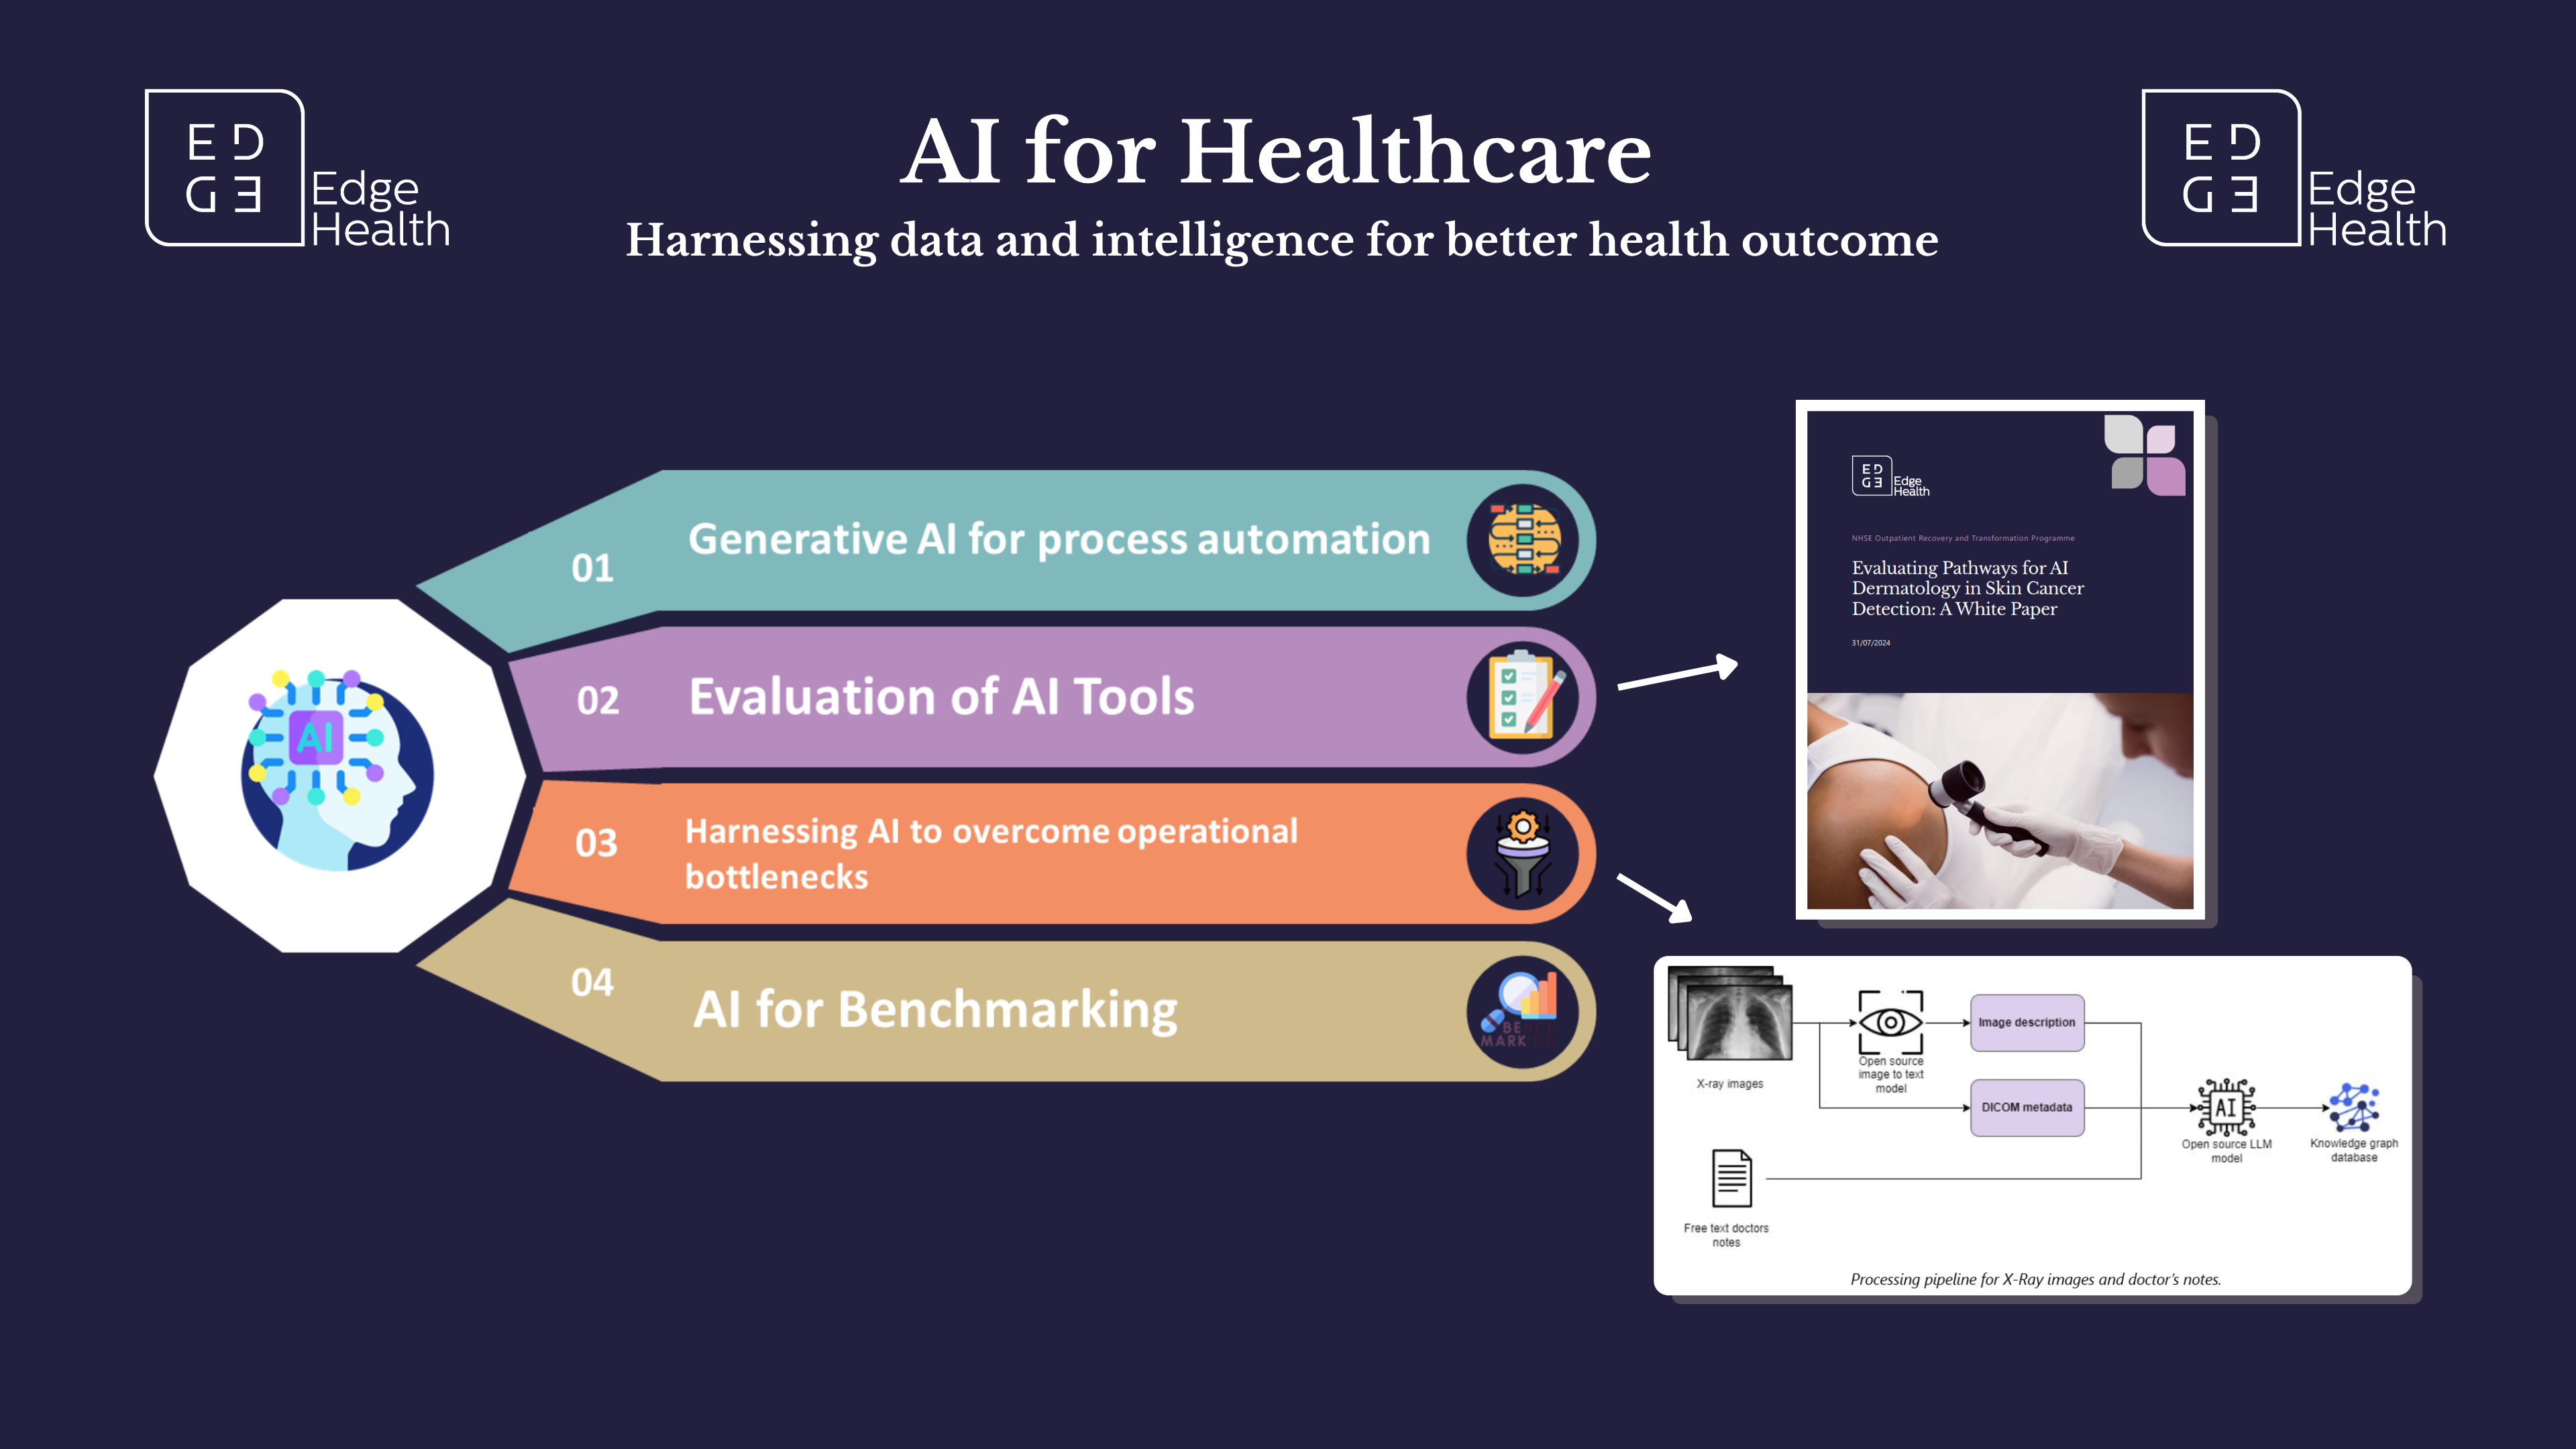 E D
G E
Edge
Health
AI for Healthcare
Harnessing data and intelligence for better health outcome
E D
G E
Edge
Health
01
Generative AI for process automation
02
Evaluation of AI Tools
03
Harnessing AI to overcome operational
bottlenecks
04
AI for Benchmarking
BENCH
MARKING
AI
E D
G E
Edge
Health
NHSE Outpatient Recovery and Transformation Programme
Evaluating Pathways for AI
Dermatology in Skin Cancer
Detection: A White Paper
31/07/2024
X-ray images
Open source
image to text
model
Image description
DICOM metadata
Free text doctors
notes
AI
Open source LLM
model
Knowledge graph
database
Processing pipeline for X-Ray images and doctor's notes.